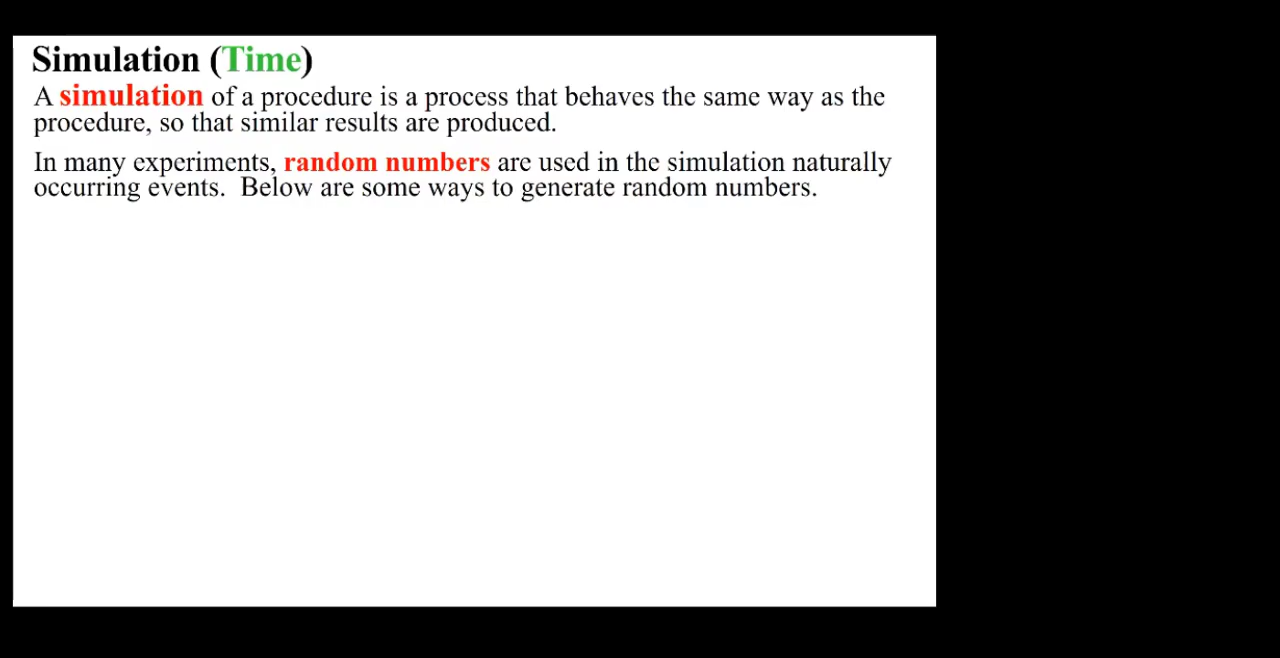 Simulation (Time)
A simulation of a procedure is a process that behaves the same way as the
procedure, so that similar results are produced.
In many experiments, random numbers are used in the simulation naturally
occurring events.  Below are some ways to generate random numbers.